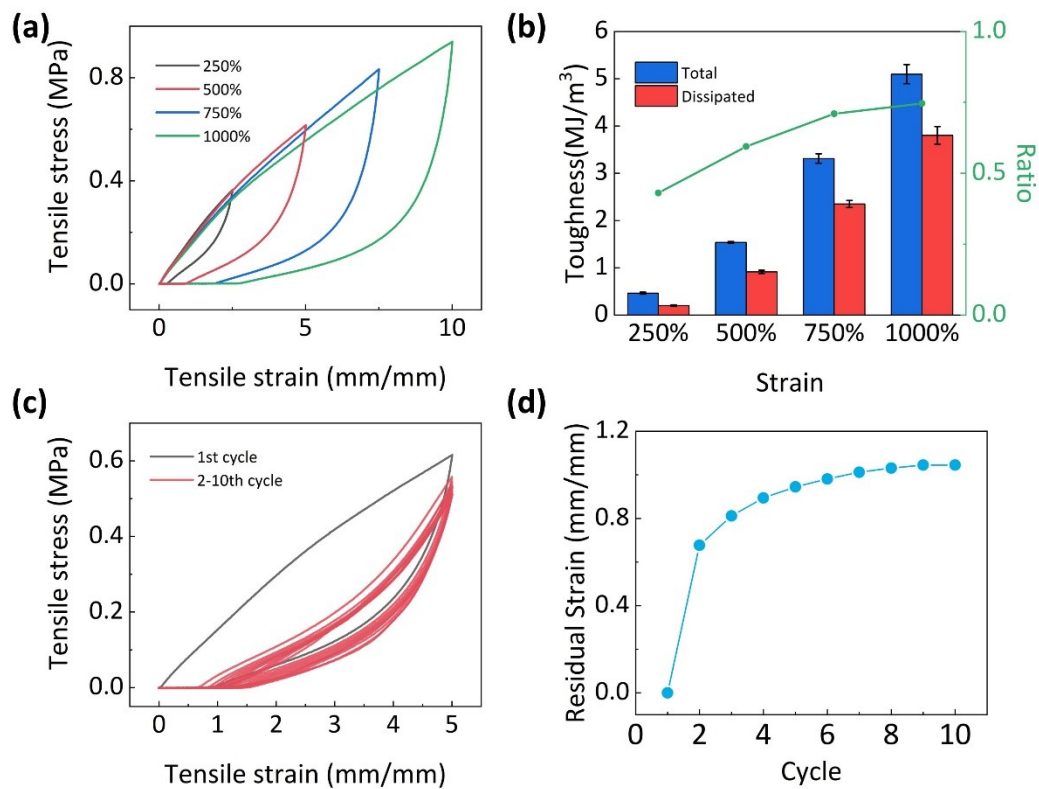 (a)
Tensile stress (MPa)
0.8
0.4
0.0
250%
500%
750%
1000%
0
5
10
Tensile strain (mm/mm)
(b)
Toughness(MJ/m³)
6
5
4
3
2
1
0
Total
Dissipated
1.0
0.5
0.0
Ratio
250%
500%
750%
1000%
Strain
(c)
Tensile stress (MPa)
0.6
0.4
0.2
0.0
1st cycle
2-10th cycle
0
1
2
3
4
5
Tensile strain (mm/mm)
(d)
Residual Strain (mm/mm)
1.2
0.8
0.4
0.0
0
2
4
6
8
10
Cycle